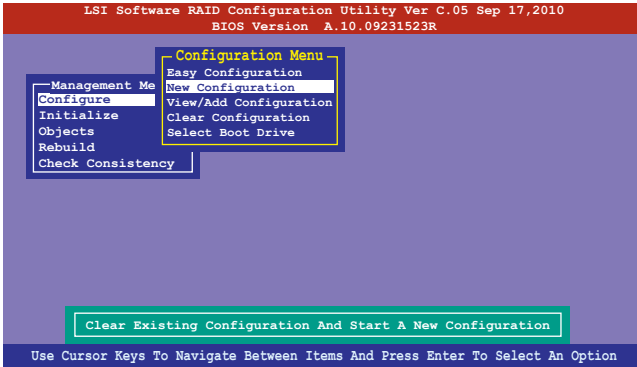 LSI Software RAID Configuration Utility Ver C.05 Sep 17,2010
BIOS Version A.10.09231523R
Configuration Menu
Easy Configuration
New Configuration
View/Add Configuration
Clear Configuration
Select Boot Drive
Management Me
Configure
Initialize
Objects
Rebuild
Check Consistency
Clear Existing Configuration And Start A New Configuration
Use Cursor Keys To Navigate Between Items And Press Enter To Select An Option